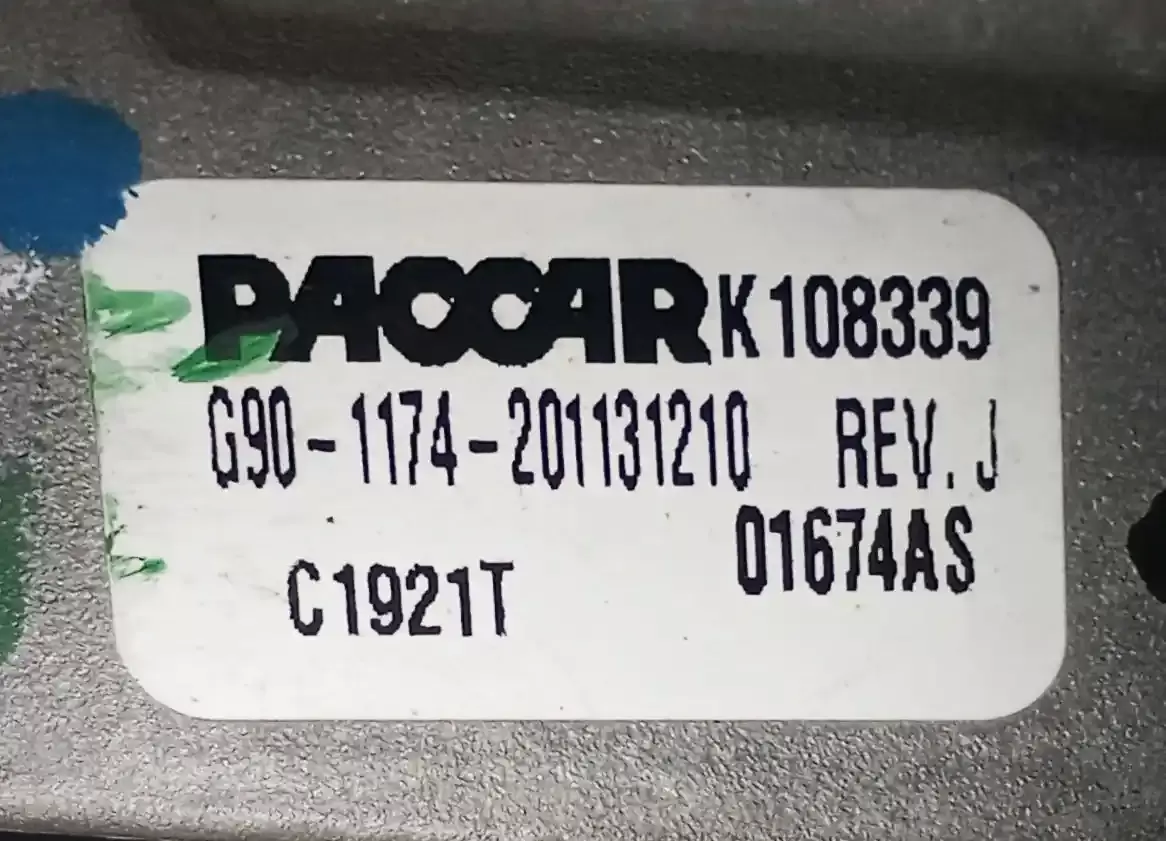 PACCAR K108339
G90-1174-201131210 REV. J
01674AS
C1921T